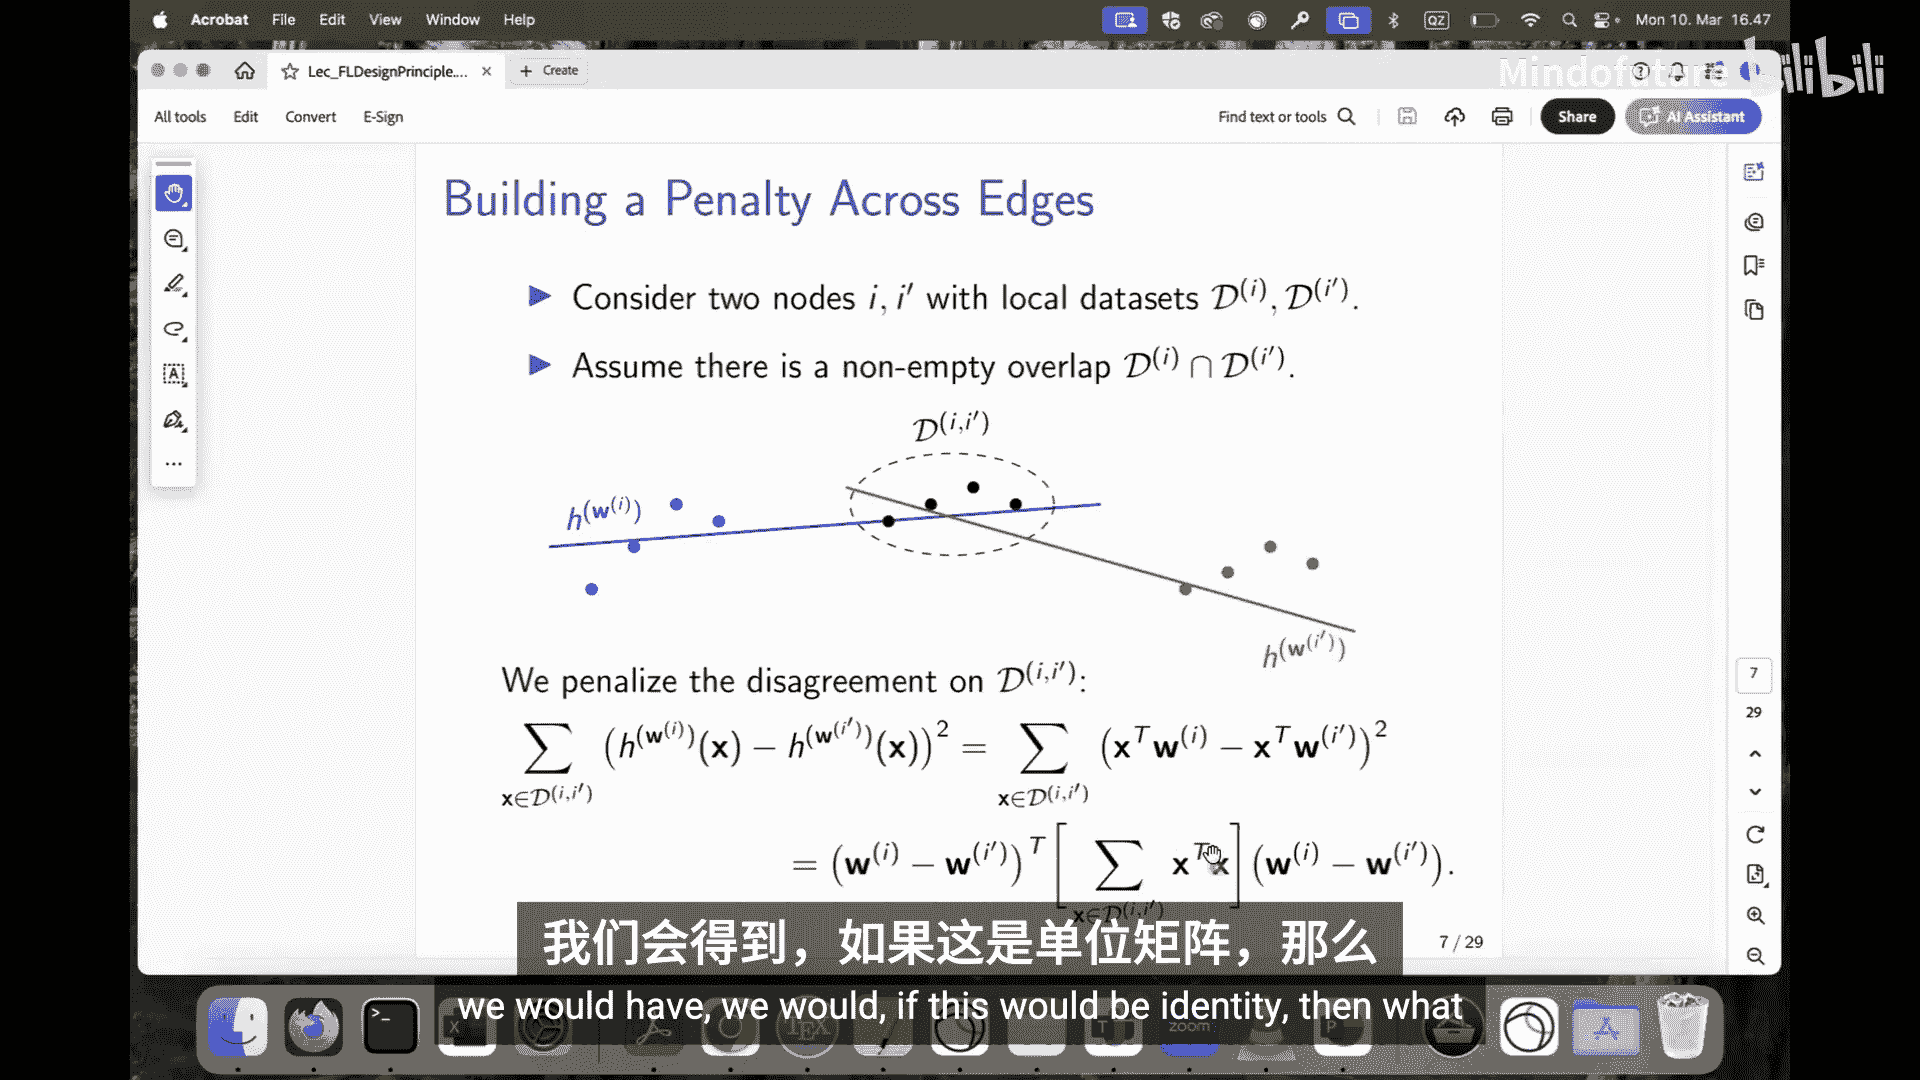 Acrobat File Edit View Window Help
QZ
Mon 10. Mar 16.47
Lec_FLDesignPrinciple....
+ Create
Mindofuture
bilibili
All tools Edit Convert E-Sign
Find text or tools
Share
AI Assistant
Building a Penalty Across Edges
▶ Consider two nodes i, i′ with local datasets 𝒟^(i), 𝒟^(i′).
▶ Assume there is a non-empty overlap 𝒟^(i) ∩ 𝒟^(i′).
𝒟^(i,i′)
h^(w^(i))
h^(w^(i′))
We penalize the disagreement on 𝒟^(i,i′):
∑_{x∈𝒟^(i,i′)} (h^(w^(i))(x) − h^(w^(i′))(x))² = ∑_{x∈𝒟^(i,i′)} (x^T w^(i) − x^T w^(i′))²
= (w^(i) − w^(i′))^T [∑_{x∈𝒟^(i,i′)} x^T x] (w^(i) − w^(i′)).
7 / 29
7
29
我们会得到，如果这是单位矩阵，那么
we would have, we would, if this would be identity, then what
zoom